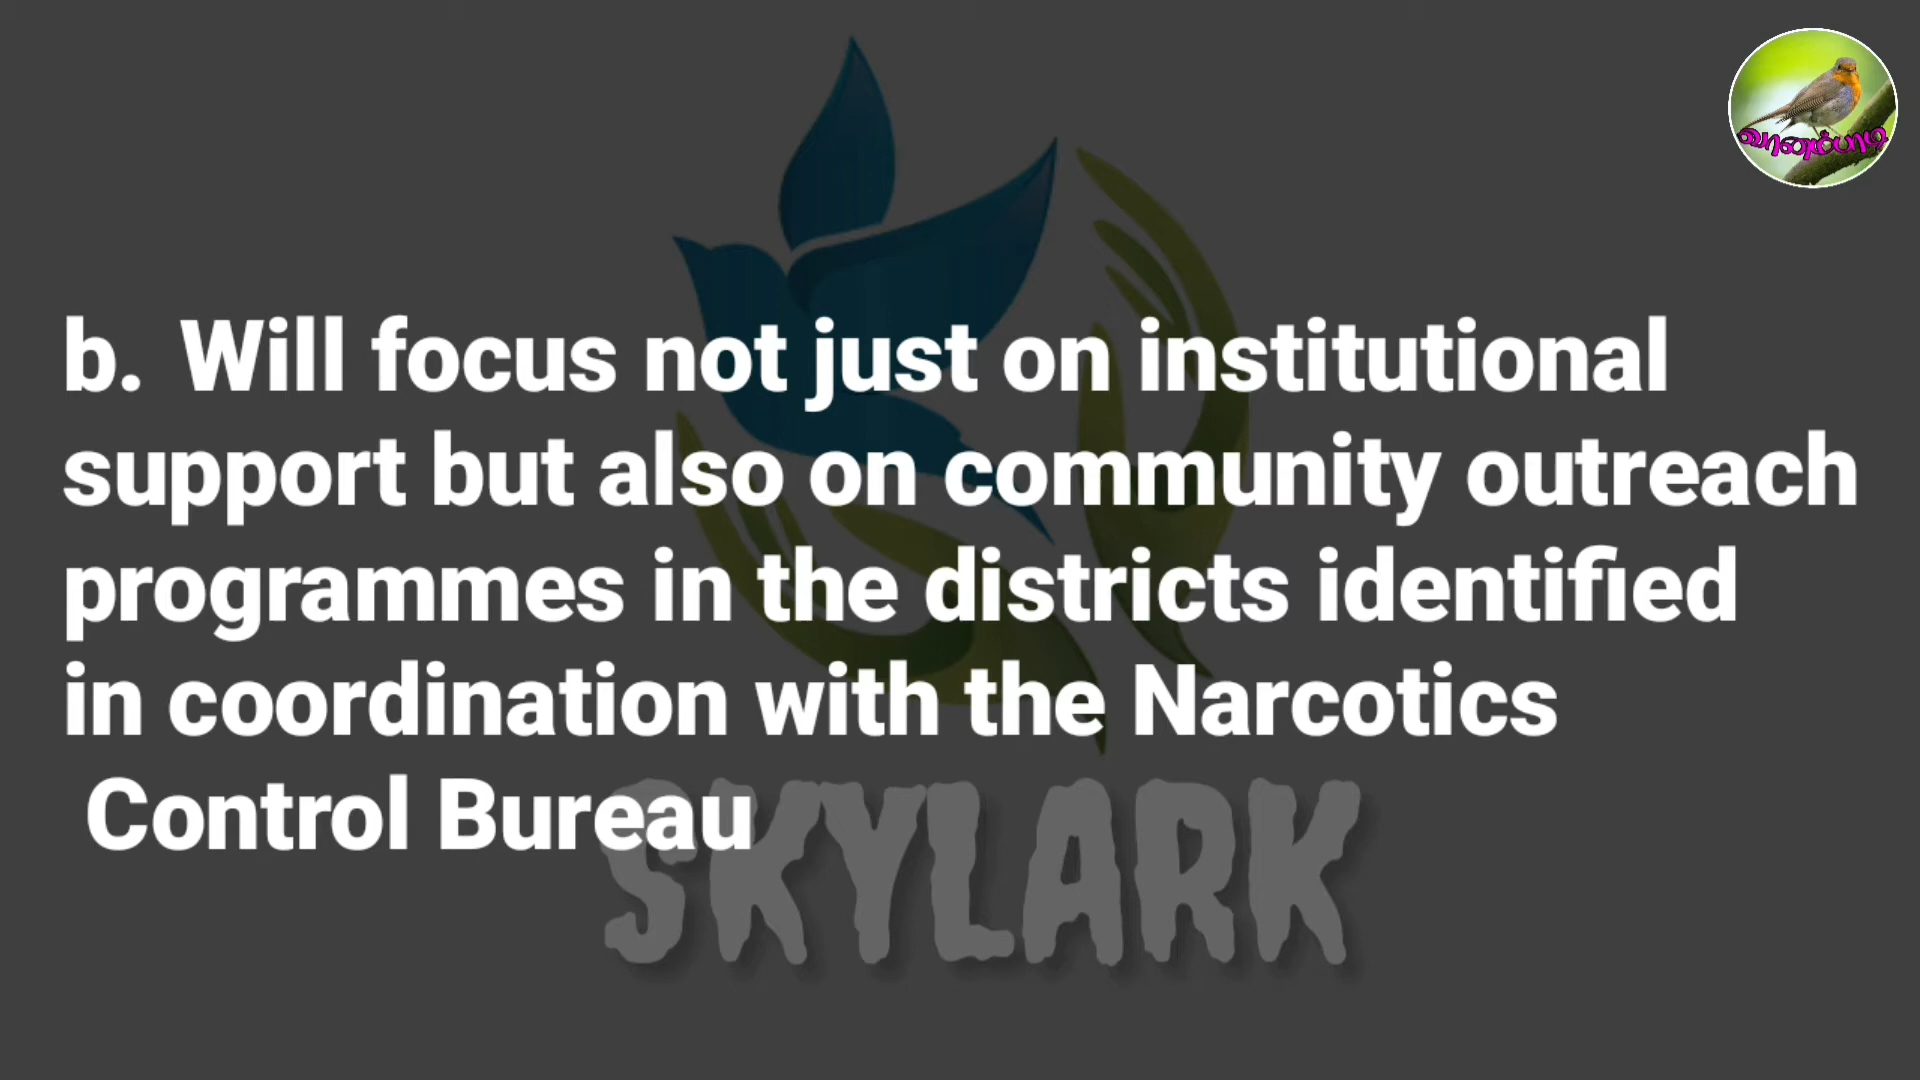 வானம்பாடி
b. Will focus not just on institutional
support but also on community outreach
programmes in the districts identified
in coordination with the Narcotics
Control Bureau
SKYLARK